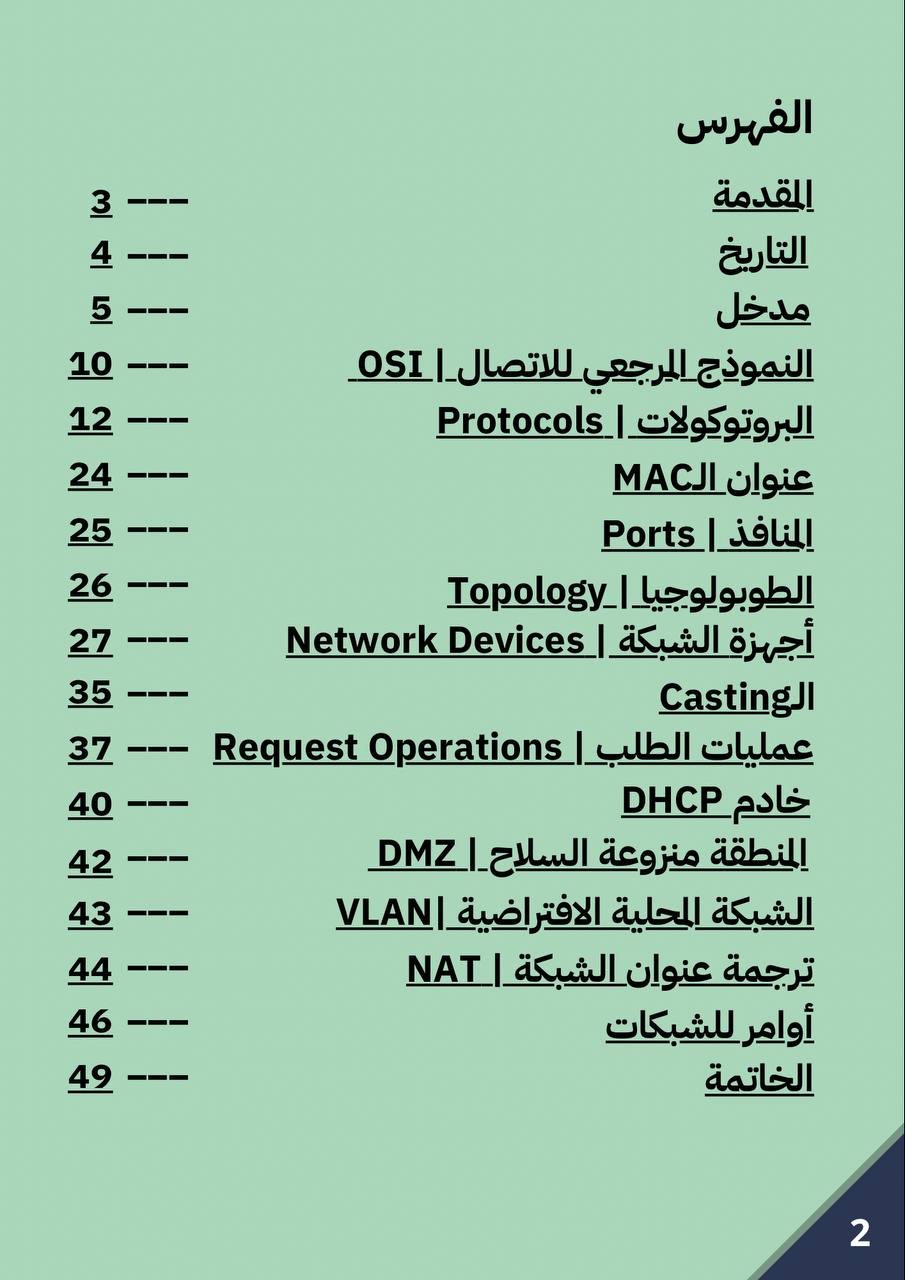 الفهرس
المقدمة --- 3
التاريخ --- 4
مدخل --- 5
النموذج المرجعي للاتصال | OSI --- 10
البروتوكولات | Protocols --- 12
عنوان الـMAC --- 24
المنافذ | Ports --- 25
الطوبولوجيا | Topology --- 26
أجهزة الشبكة | Network Devices --- 27
الـCasting --- 35
عمليات الطلب | Request Operations --- 37
خادم DHCP --- 40
المنطقة منزوعة السلاح | DMZ --- 42
الشبكة المحلية الافتراضية |VLAN --- 43
ترجمة عنوان الشبكة | NAT --- 44
أوامر للشبكات --- 46
الخاتمة --- 49
2